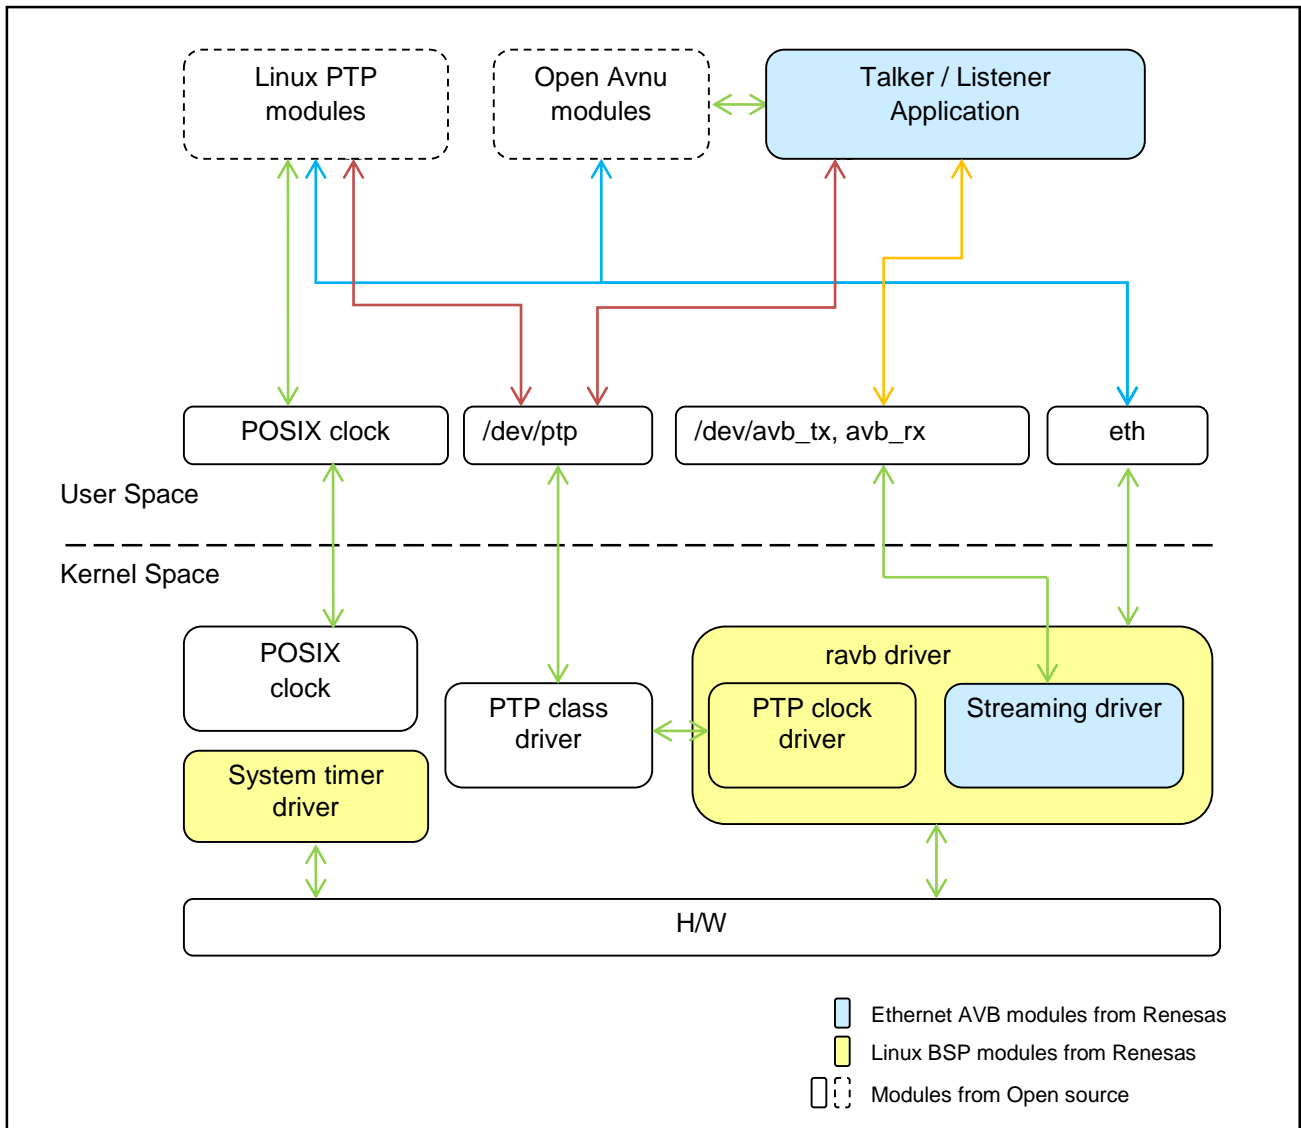 Linux PTP
modules
Open Avnu
modules
Talker / Listener
Application
POSIX clock
/dev/ptp
/dev/avb_tx, avb_rx
eth
User Space
Kernel Space
POSIX
clock
ravb driver
PTP class
driver
PTP clock
driver
Streaming driver
System timer
driver
H/W
Ethernet AVB modules from Renesas
Linux BSP modules from Renesas
Modules from Open source